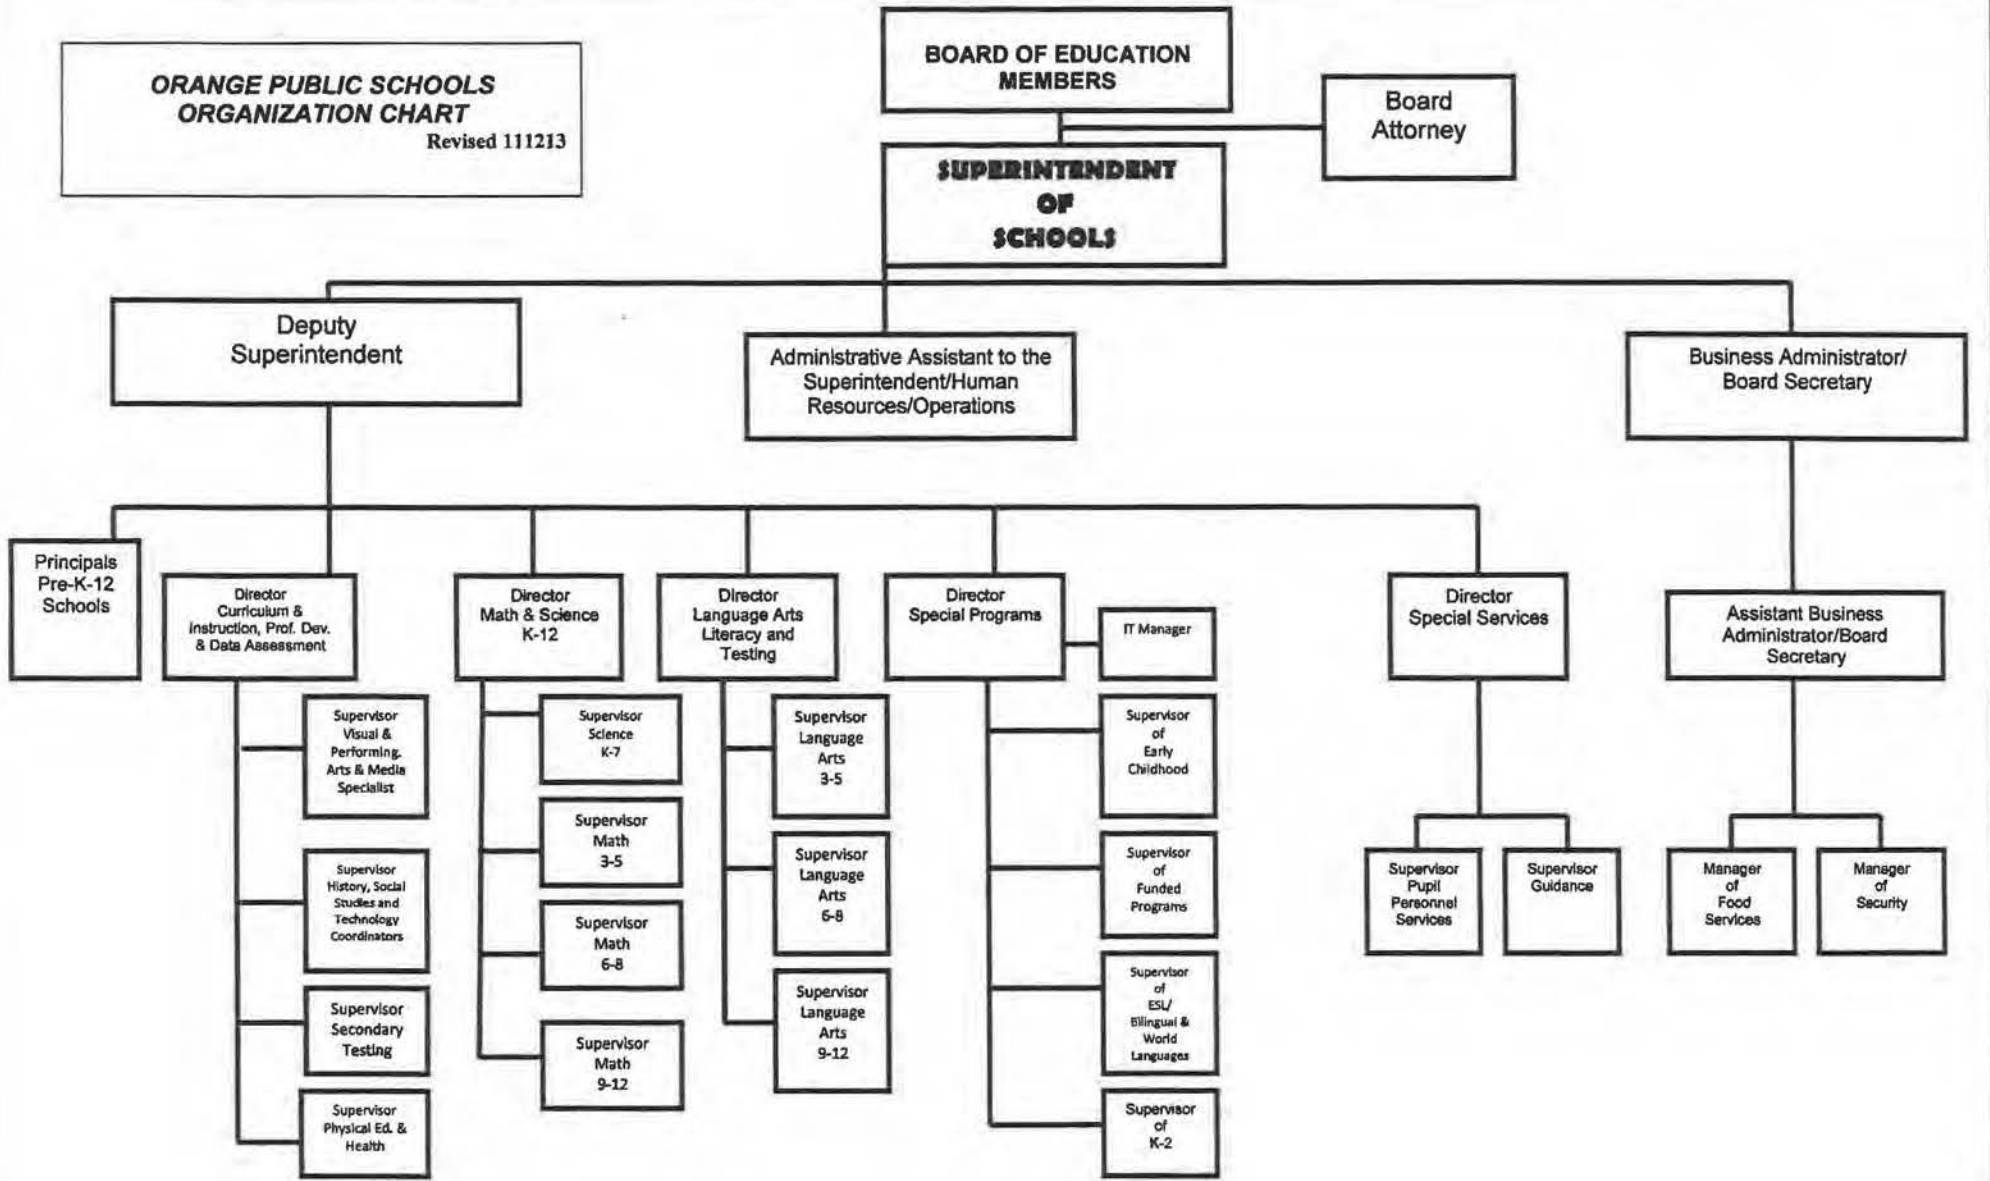 ORANGE PUBLIC SCHOOLS
ORGANIZATION CHART
Revised 111213
BOARD OF EDUCATION
MEMBERS
Board
Attorney
SUPERINTENDENT
OF
SCHOOLS
Deputy
Superintendent
Administrative Assistant to the
Superintendent/Human
Resources/Operations
Business Administrator/
Board Secretary
Principals
Pre-K-12
Schools
Director
Curriculum &
Instruction, Prof. Dev.
& Data Assessment
Director
Math & Science
K-12
Director
Language Arts
Literacy and
Testing
Director
Special Programs
IT Manager
Director
Special Services
Assistant Business
Administrator/Board
Secretary
Supervisor
Visual &
Performing.
Arts & Media
Specialist
Supervisor
History, Social
Studies and
Technology
Coordinators
Supervisor
Secondary
Testing
Supervisor
Physical Ed. &
Health
Supervisor
Science
K-7
Supervisor
Math
3-5
Supervisor
Math
6-8
Supervisor
Math
9-12
Supervisor
Language
Arts
3-5
Supervisor
Language
Arts
6-8
Supervisor
Language
Arts
9-12
Supervisor
of
Early
Childhood
Supervisor
of
Funded
Programs
Supervisor
of
ESL/
Bilingual &
World
Languages
Supervisor
of
K-2
Supervisor
Pupil
Personnel
Services
Supervisor
Guidance
Manager
of
Food
Services
Manager
of
Security